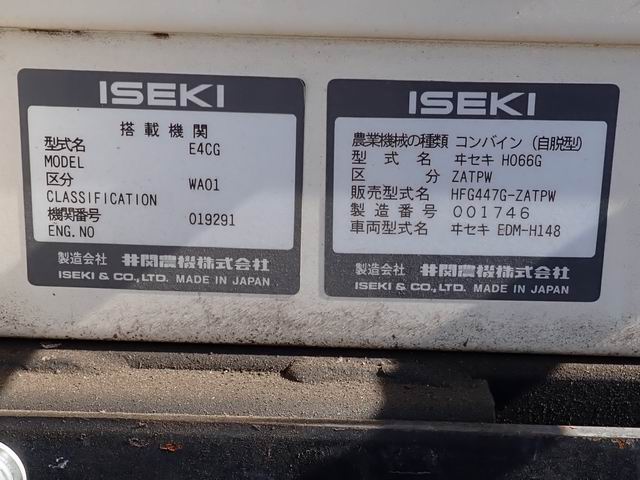 ISEKI
搭載機関
型式名 E4CG
MODEL
区分 WA01
CLASSIFICATION
機関番号 019291
ENG.NO
製造会社 井関農機株式会社
ISEKI & CO., LTD. MADE IN JAPAN
ISEKI
農業機械の種類 コンバイン (自脱型)
型式名 ヰセキ HO66G
区分 ZATPW
販売型式名 HFG447G-ZATPW
製造番号 001746
車両型式名 ヰセキ EDM-H148
製造会社 井関農機株式会社
ISEKI & CO., LTD. MADE IN JAPAN